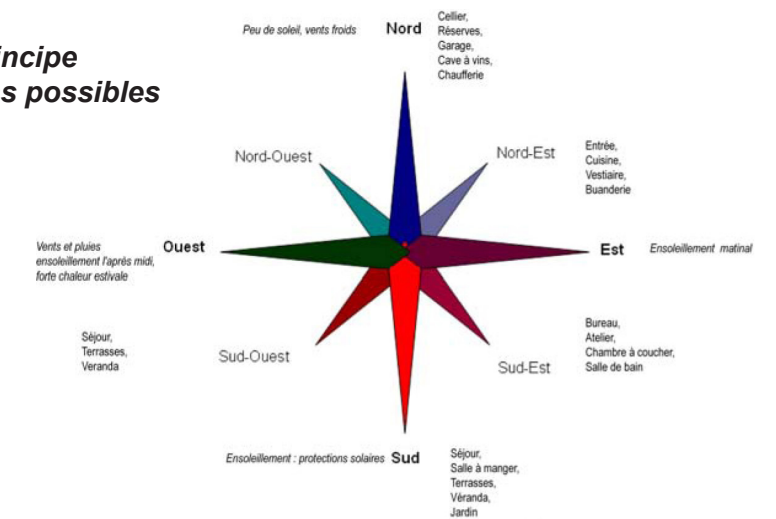 incipe
s possibles
Peu de soleil, vents froids
Nord
Cellier,
Réserves,
Garage,
Cave à vins,
Chaufferie
Nord-Ouest
Nord-Est
Entrée,
Cuisine,
Vestiaire,
Buanderie
Vents et pluies
ensoleillement l'après midi,
forte chaleur estivale
Ouest
Est
Ensoleillement matinal
Séjour,
Terrasses,
Veranda
Sud-Ouest
Sud-Est
Bureau,
Atelier,
Chambre à coucher,
Salle de bain
Ensoleillement : protections solaires
Sud
Séjour,
Salle à manger,
Terrasses,
Véranda,
Jardin